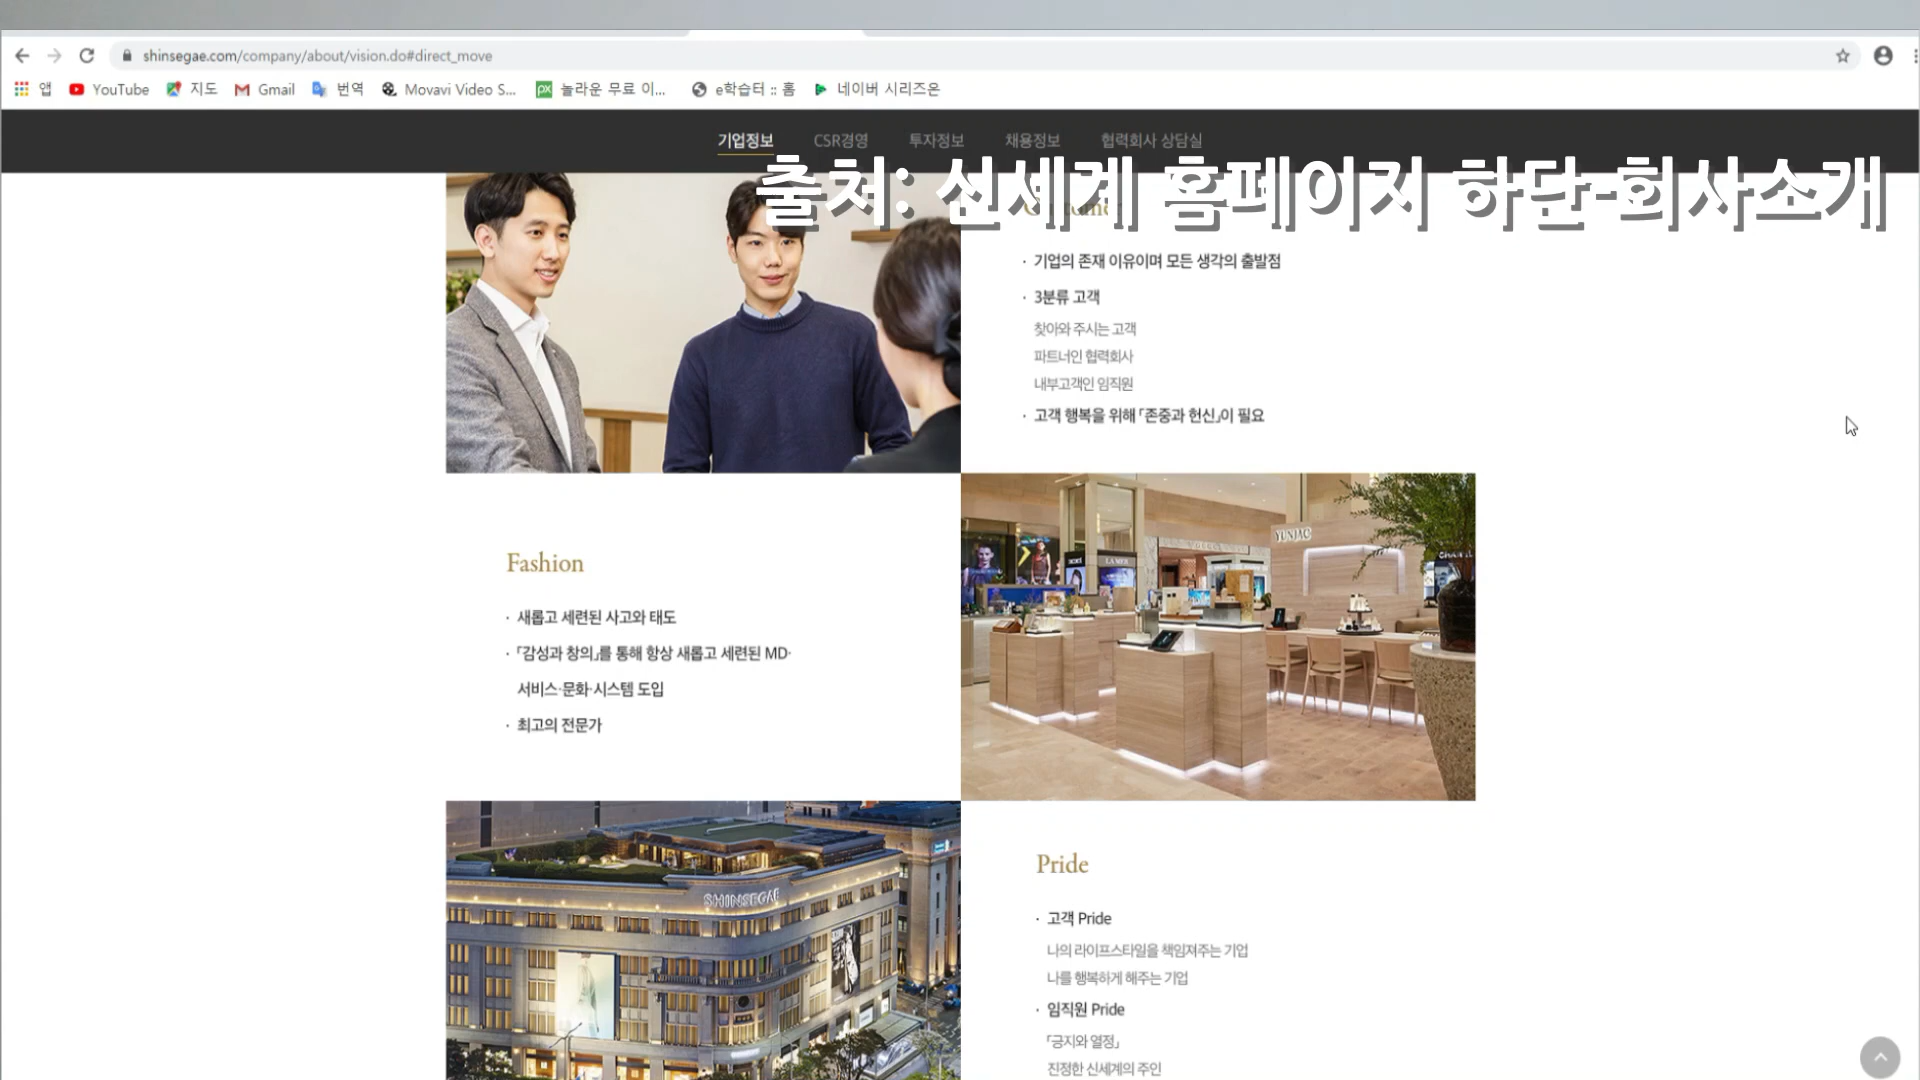 shinsegae.com/company/about/vision.do#direct_move
앱 YouTube 지도 Gmail 번역 Movavi Video S... 놀라운 무료 이... e학습터 :: 홈 네이버 시리즈온
기업정보 CSR경영 투자정보 채용정보 협력회사 상담실
출처: 신세계 홈페이지 하단-회사소개
· 기업의 존재 이유이며 모든 생각의 출발점
· 3분류 고객
찾아와 주시는 고객
파트너인 협력회사
내부고객인 임직원
· 고객 행복을 위해 「존중과 헌신」이 필요
Fashion
· 새롭고 세련된 사고와 태도
· 「감성과 창의」를 통해 항상 새롭고 세련된 MD·
서비스·문화·시스템 도입
· 최고의 전문가
YUNJAC
LA MER
SHINSEGAE
Pride
· 고객 Pride
나의 라이프스타일을 책임져주는 기업
나를 행복하게 해주는 기업
· 임직원 Pride
「긍지와 열정」
진정한 신세계의 주인